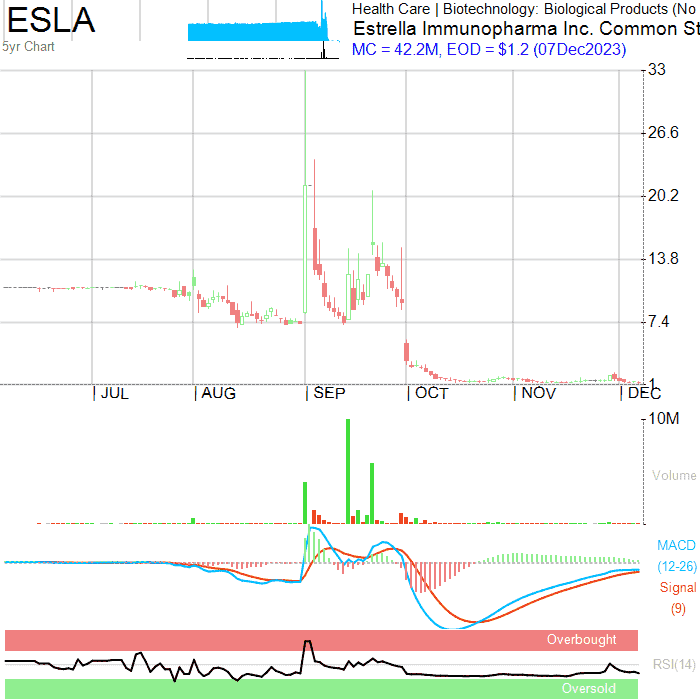 ESLA
5yr Chart
Health Care | Biotechnology: Biological Products (No
Estrella Immunopharma Inc. Common St
MC = 42.2M, EOD = $1.2 (07Dec2023)
33
26.6
20.2
13.8
7.4
1
JUL
AUG
SEP
OCT
NOV
DEC
10M
Volume
MACD
(12-26)
Signal
(9)
Overbought
RSI(14)
Oversold